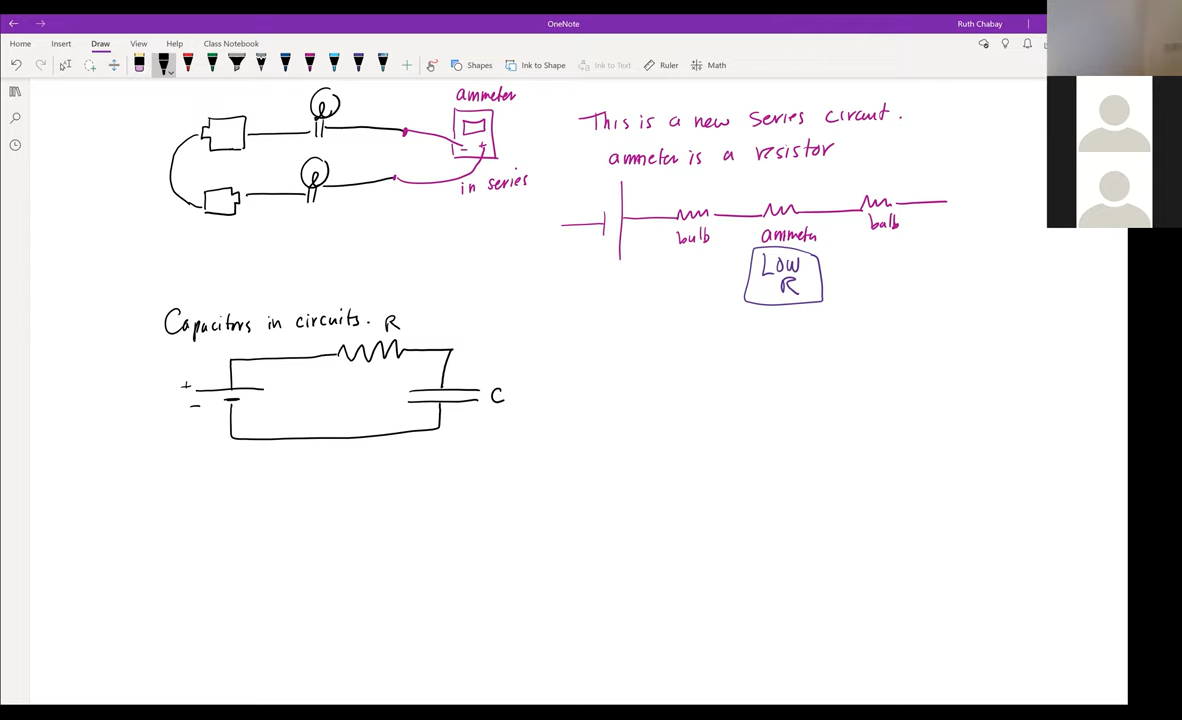 OneNote
Ruth Chabay
Home Insert Draw View Help Class Notebook
Shapes Ink to Shape Ink to Text Ruler Math
ammeter
- +
in series
This is a new series circuit.
ammeter is a resistor
bulb ammeter bulb
LOW
R
Capacitors in circuits. R
+
-
C